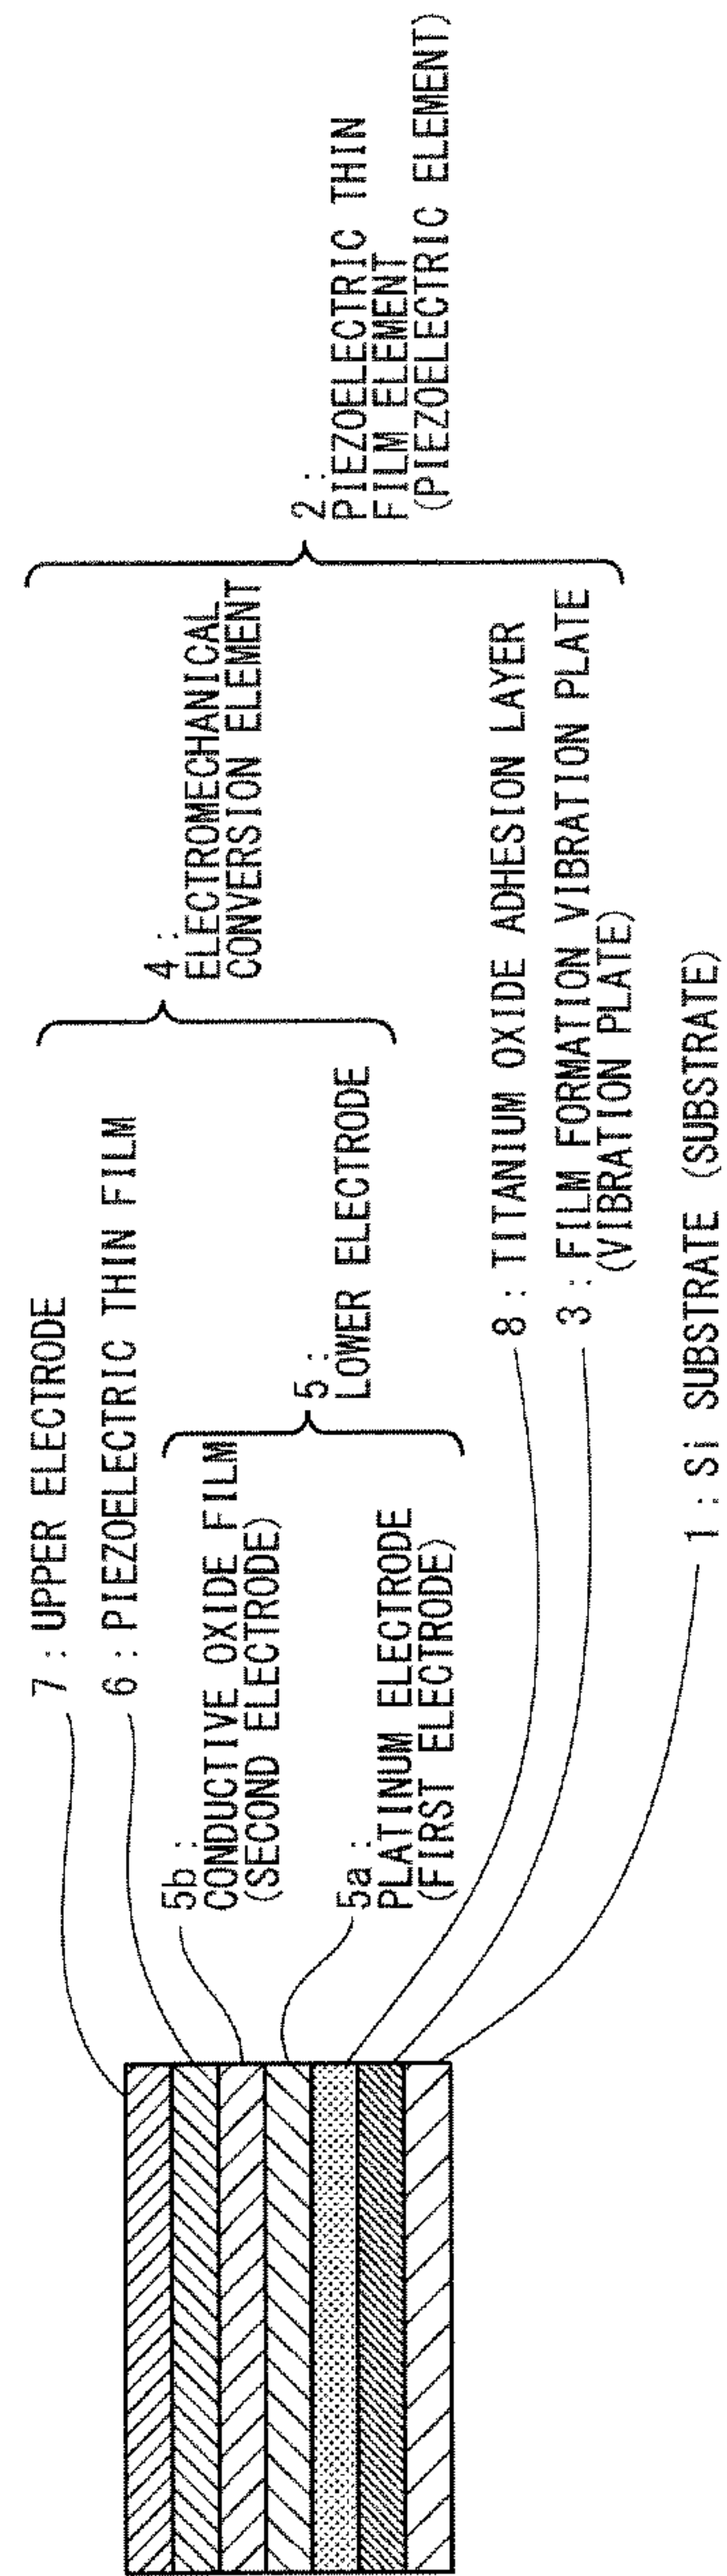 7 : UPPER ELECTRODE
6 : PIEZOELECTRIC THIN FILM
5b :
CONDUCTIVE OXIDE FILM
(SECOND ELECTRODE)
5a :
PLATINUM ELECTRODE
(FIRST ELECTRODE)
5 :
LOWER ELECTRODE
4 :
ELECTROMECHANICAL
CONVERSION ELEMENT
2 :
PIEZOELECTRIC THIN
FILM ELEMENT
(PIEZOELECTRIC ELEMENT)
8 : TITANIUM OXIDE ADHESION LAYER
3 : FILM FORMATION VIBRATION PLATE
(VIBRATION PLATE)
1 : Si SUBSTRATE (SUBSTRATE)